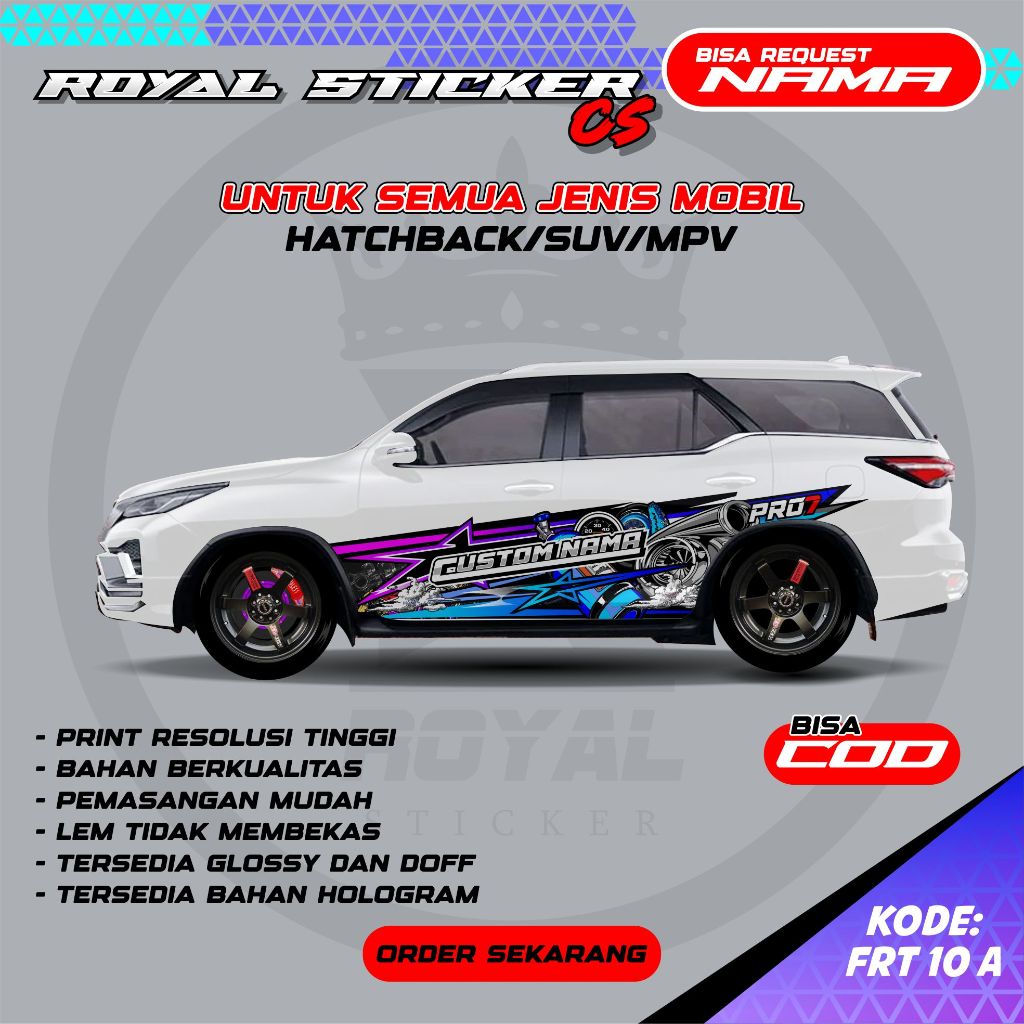 ROYAL STICKER
CS
BISA REQUEST
NAMA
UNTUK SEMUA JENIS MOBIL
HATCHBACK/SUV/MPV
PRO7
CUSTOM NAMA
- PRINT RESOLUSI TINGGI
- BAHAN BERKUALITAS
- PEMASANGAN MUDAH
- LEM TIDAK MEMBEKAS
- TERSEDIA GLOSSY DAN DOFF
- TERSEDIA BAHAN HOLOGRAM
ROYAL
STICKER
BISA
COD
ORDER SEKARANG
KODE:
FRT 10 A